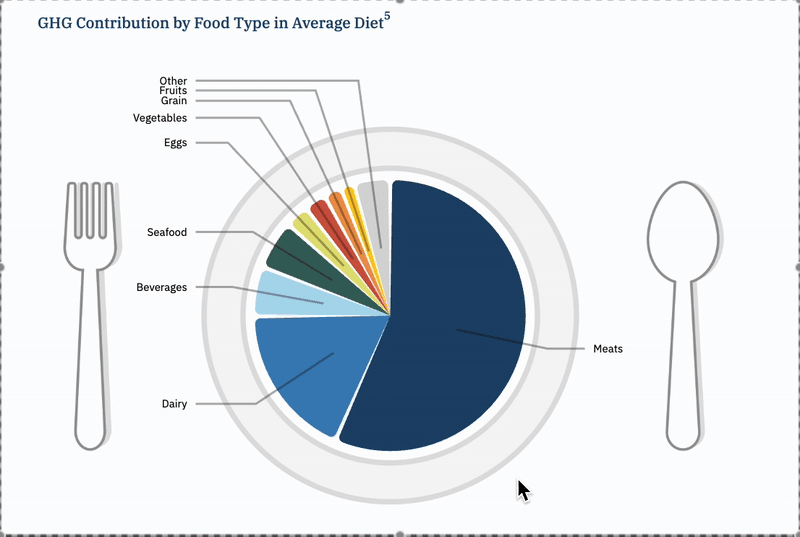 GHG Contribution by Food Type in Average Diet5
Other
Fruits
Grain
Vegetables
Eggs
Seafood
Beverages
Meats
Dairy